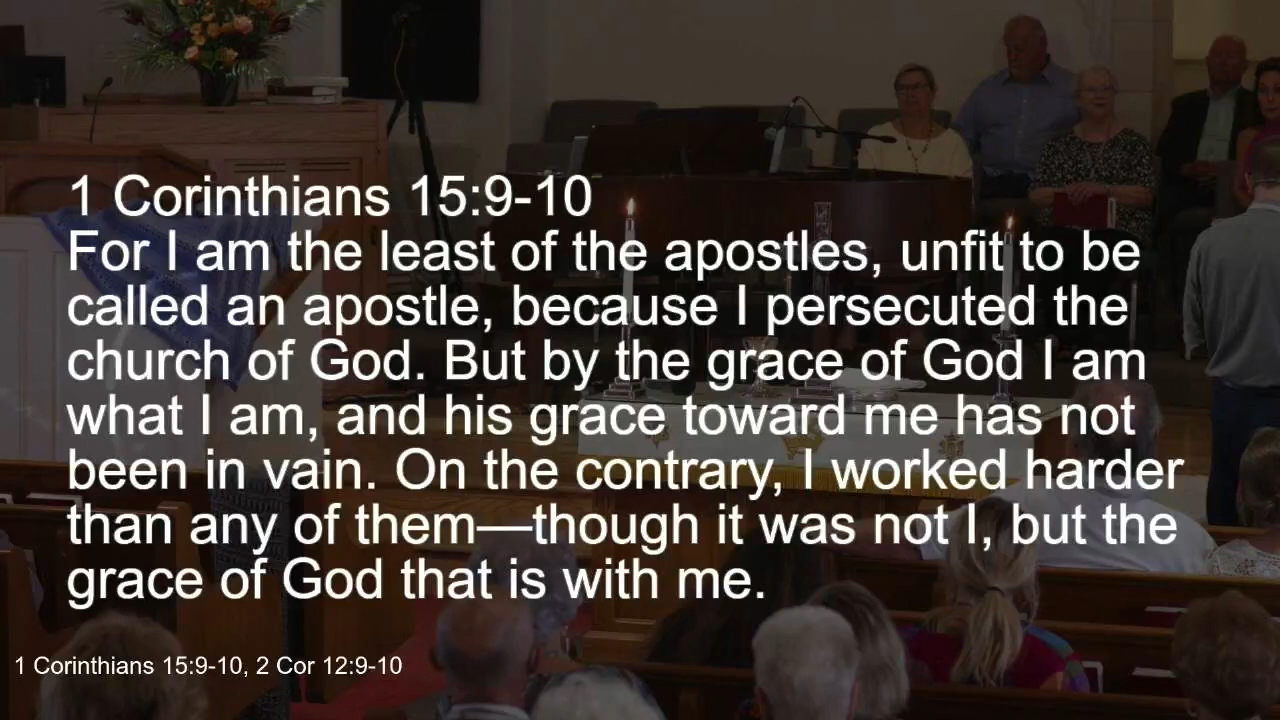 1 Corinthians 15:9-10
For I am the least of the apostles, unfit to be
called an apostle, because I persecuted the
church of God. But by the grace of God I am
what I am, and his grace toward me has not
been in vain. On the contrary, I worked harder
than any of them—though it was not I, but the
grace of God that is with me.
1 Corinthians 15:9-10, 2 Cor 12:9-10